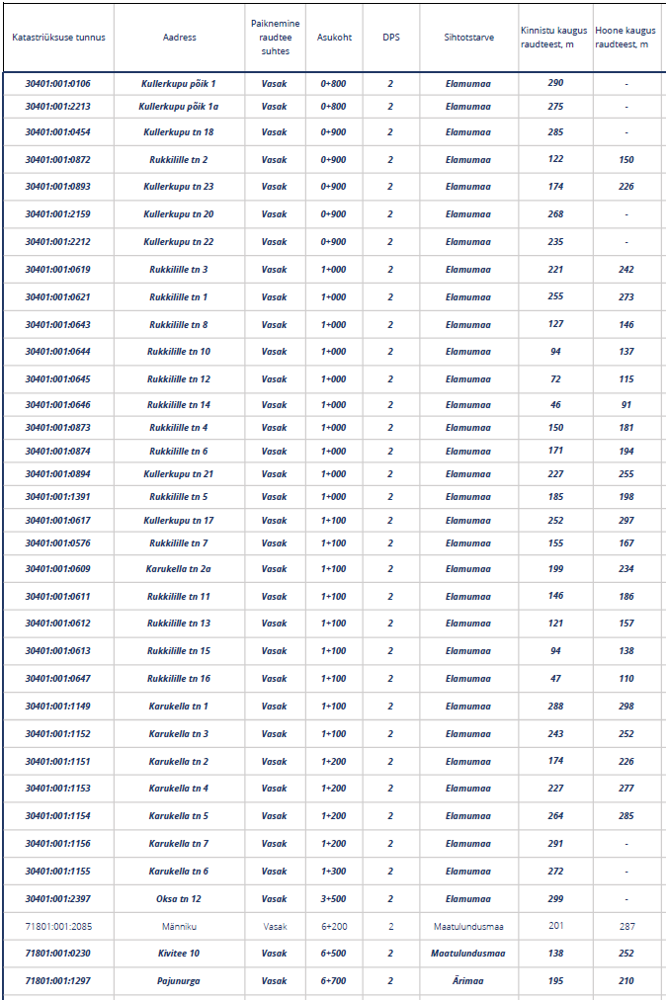 Katastriüksuse tunnus Aadress Paiknemine raudtee suhtes Asukoht DPS Sihtotstarve Kinnistu kaugus raudteest, m Hoone kaugus raudteest, m
30401:001:0106 Kullerkupu põik 1 Vasak 0+800 2 Elamumaa 290 -
30401:001:2213 Kullerkupu põik 1a Vasak 0+800 2 Elamumaa 275 -
30401:001:0454 Kullerkupu tn 18 Vasak 0+900 2 Elamumaa 285 -
30401:001:0872 Rukkilille tn 2 Vasak 0+900 2 Elamumaa 122 150
30401:001:0893 Kullerkupu tn 23 Vasak 0+900 2 Elamumaa 174 226
30401:001:2159 Kullerkupu tn 20 Vasak 0+900 2 Elamumaa 268 -
30401:001:2212 Kullerkupu tn 22 Vasak 0+900 2 Elamumaa 235 -
30401:001:0619 Rukkilille tn 3 Vasak 1+000 2 Elamumaa 221 242
30401:001:0621 Rukkilille tn 1 Vasak 1+000 2 Elamumaa 255 273
30401:001:0643 Rukkilille tn 8 Vasak 1+000 2 Elamumaa 127 146
30401:001:0644 Rukkilille tn 10 Vasak 1+000 2 Elamumaa 94 137
30401:001:0645 Rukkilille tn 12 Vasak 1+000 2 Elamumaa 72 115
30401:001:0646 Rukkilille tn 14 Vasak 1+000 2 Elamumaa 46 91
30401:001:0873 Rukkilille tn 4 Vasak 1+000 2 Elamumaa 150 181
30401:001:0874 Rukkilille tn 6 Vasak 1+000 2 Elamumaa 171 194
30401:001:0894 Kullerkupu tn 21 Vasak 1+000 2 Elamumaa 227 255
30401:001:1391 Rukkilille tn 5 Vasak 1+000 2 Elamumaa 185 198
30401:001:0617 Kullerkupu tn 17 Vasak 1+100 2 Elamumaa 252 297
30401:001:0576 Rukkilille tn 7 Vasak 1+100 2 Elamumaa 155 167
30401:001:0609 Karukella tn 2a Vasak 1+100 2 Elamumaa 199 234
30401:001:0611 Rukkilille tn 11 Vasak 1+100 2 Elamumaa 146 186
30401:001:0612 Rukkilille tn 13 Vasak 1+100 2 Elamumaa 121 157
30401:001:0613 Rukkilille tn 15 Vasak 1+100 2 Elamumaa 94 138
30401:001:0647 Rukkilille tn 16 Vasak 1+100 2 Elamumaa 47 110
30401:001:1149 Karukella tn 1 Vasak 1+100 2 Elamumaa 288 298
30401:001:1152 Karukella tn 3 Vasak 1+100 2 Elamumaa 243 252
30401:001:1151 Karukella tn 2 Vasak 1+200 2 Elamumaa 174 226
30401:001:1153 Karukella tn 4 Vasak 1+200 2 Elamumaa 227 277
30401:001:1154 Karukella tn 5 Vasak 1+200 2 Elamumaa 264 285
30401:001:1156 Karukella tn 7 Vasak 1+200 2 Elamumaa 291 -
30401:001:1155 Karukella tn 6 Vasak 1+300 2 Elamumaa 272 -
30401:001:2397 Oksa tn 12 Vasak 3+500 2 Elamumaa 299 -
71801:001:2085 Männiku Vasak 6+200 2 Maatulundusmaa 201 287
71801:001:0230 Kivitee 10 Vasak 6+500 2 Maatulundusmaa 138 252
71801:001:1297 Pajunurga Vasak 6+700 2 Ärimaa 195 210